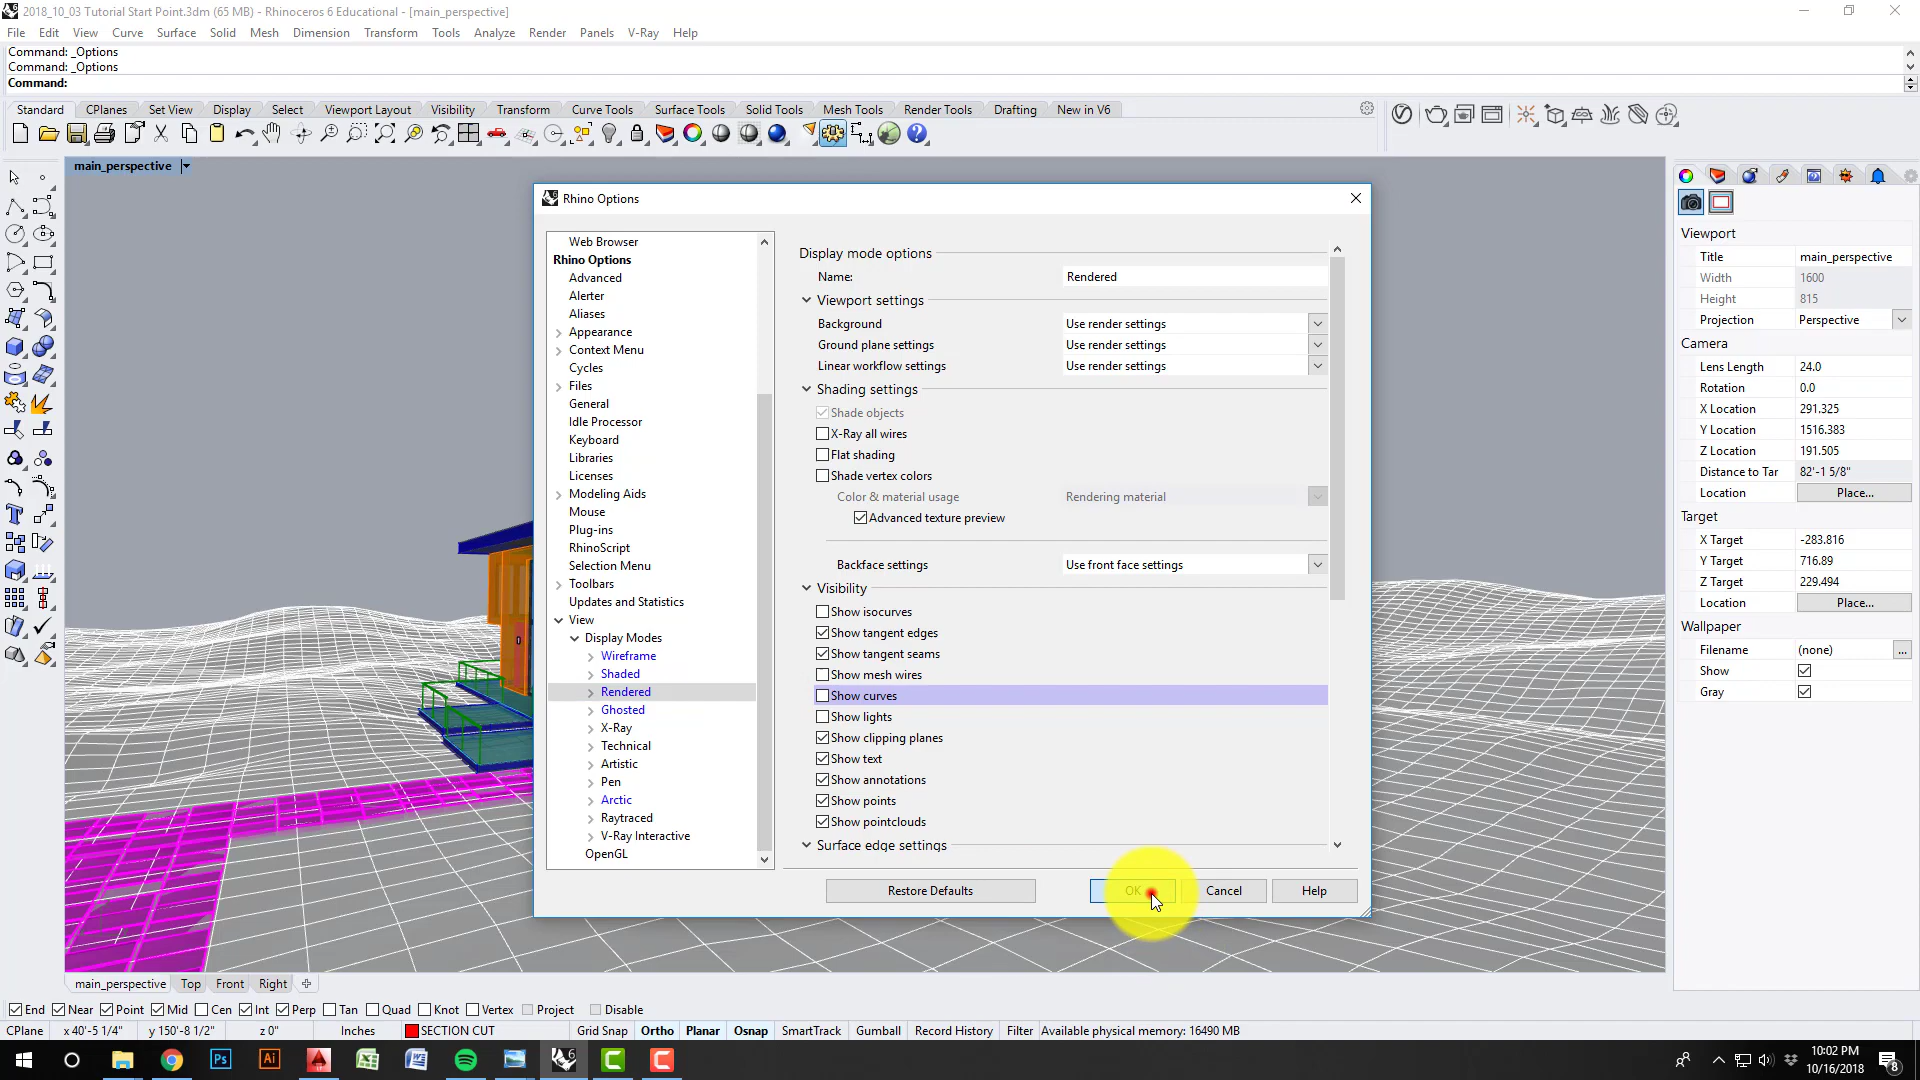 2018_10_03 Tutorial Start Point.3dm (65 MB) - Rhinoceros 6 Educational - [main_perspective]
File Edit View Curve Surface Solid Mesh Dimension Transform Tools Analyze Render Panels V-Ray Help
Command: _Options
Command: _Options
Command:
Standard CPlanes Set View Display Select Viewport Layout Visibility Transform Curve Tools Surface Tools Solid Tools Mesh Tools Render Tools Drafting New in V6
main_perspective
Rhino Options
Web Browser
Rhino Options
Advanced
Alerter
Aliases
Appearance
Context Menu
Cycles
Files
General
Idle Processor
Keyboard
Libraries
Licenses
Modeling Aids
Mouse
Plug-ins
RhinoScript
Selection Menu
Toolbars
Updates and Statistics
View
Display Modes
Wireframe
Shaded
Rendered
Ghosted
X-Ray
Technical
Artistic
Pen
Arctic
Raytraced
V-Ray Interactive
OpenGL
Display mode options
Name: Rendered
Viewport settings
Background Use render settings
Ground plane settings Use render settings
Linear workflow settings Use render settings
Shading settings
Shade objects
X-Ray all wires
Flat shading
Shade vertex colors
Color & material usage Rendering material
Advanced texture preview
Backface settings Use front face settings
Visibility
Show isocurves
Show tangent edges
Show tangent seams
Show mesh wires
Show curves
Show lights
Show clipping planes
Show text
Show annotations
Show points
Show pointclouds
Surface edge settings
Restore Defaults OK Cancel Help
Viewport
Title main_perspective
Width 1600
Height 815
Projection Perspective
Camera
Lens Length 24.0
Rotation 0.0
X Location 291.325
Y Location 1516.383
Z Location 191.505
Distance to Tar 82'-1 5/8"
Location Place...
Target
X Target -283.816
Y Target 716.89
Z Target 229.494
Location Place...
Wallpaper
Filename (none) ...
Show
Gray
main_perspective Top Front Right
End Near Point Mid Cen Int Perp Tan Quad Knot Vertex Project Disable
CPlane x 40'-5 1/4" y 150'-8 1/2" z 0" Inches SECTION CUT Grid Snap Ortho Planar Osnap SmartTrack Gumball Record History Filter Available physical memory: 16490 MB
Ps Ai 6 C C
10:02 PM
10/16/2018
8